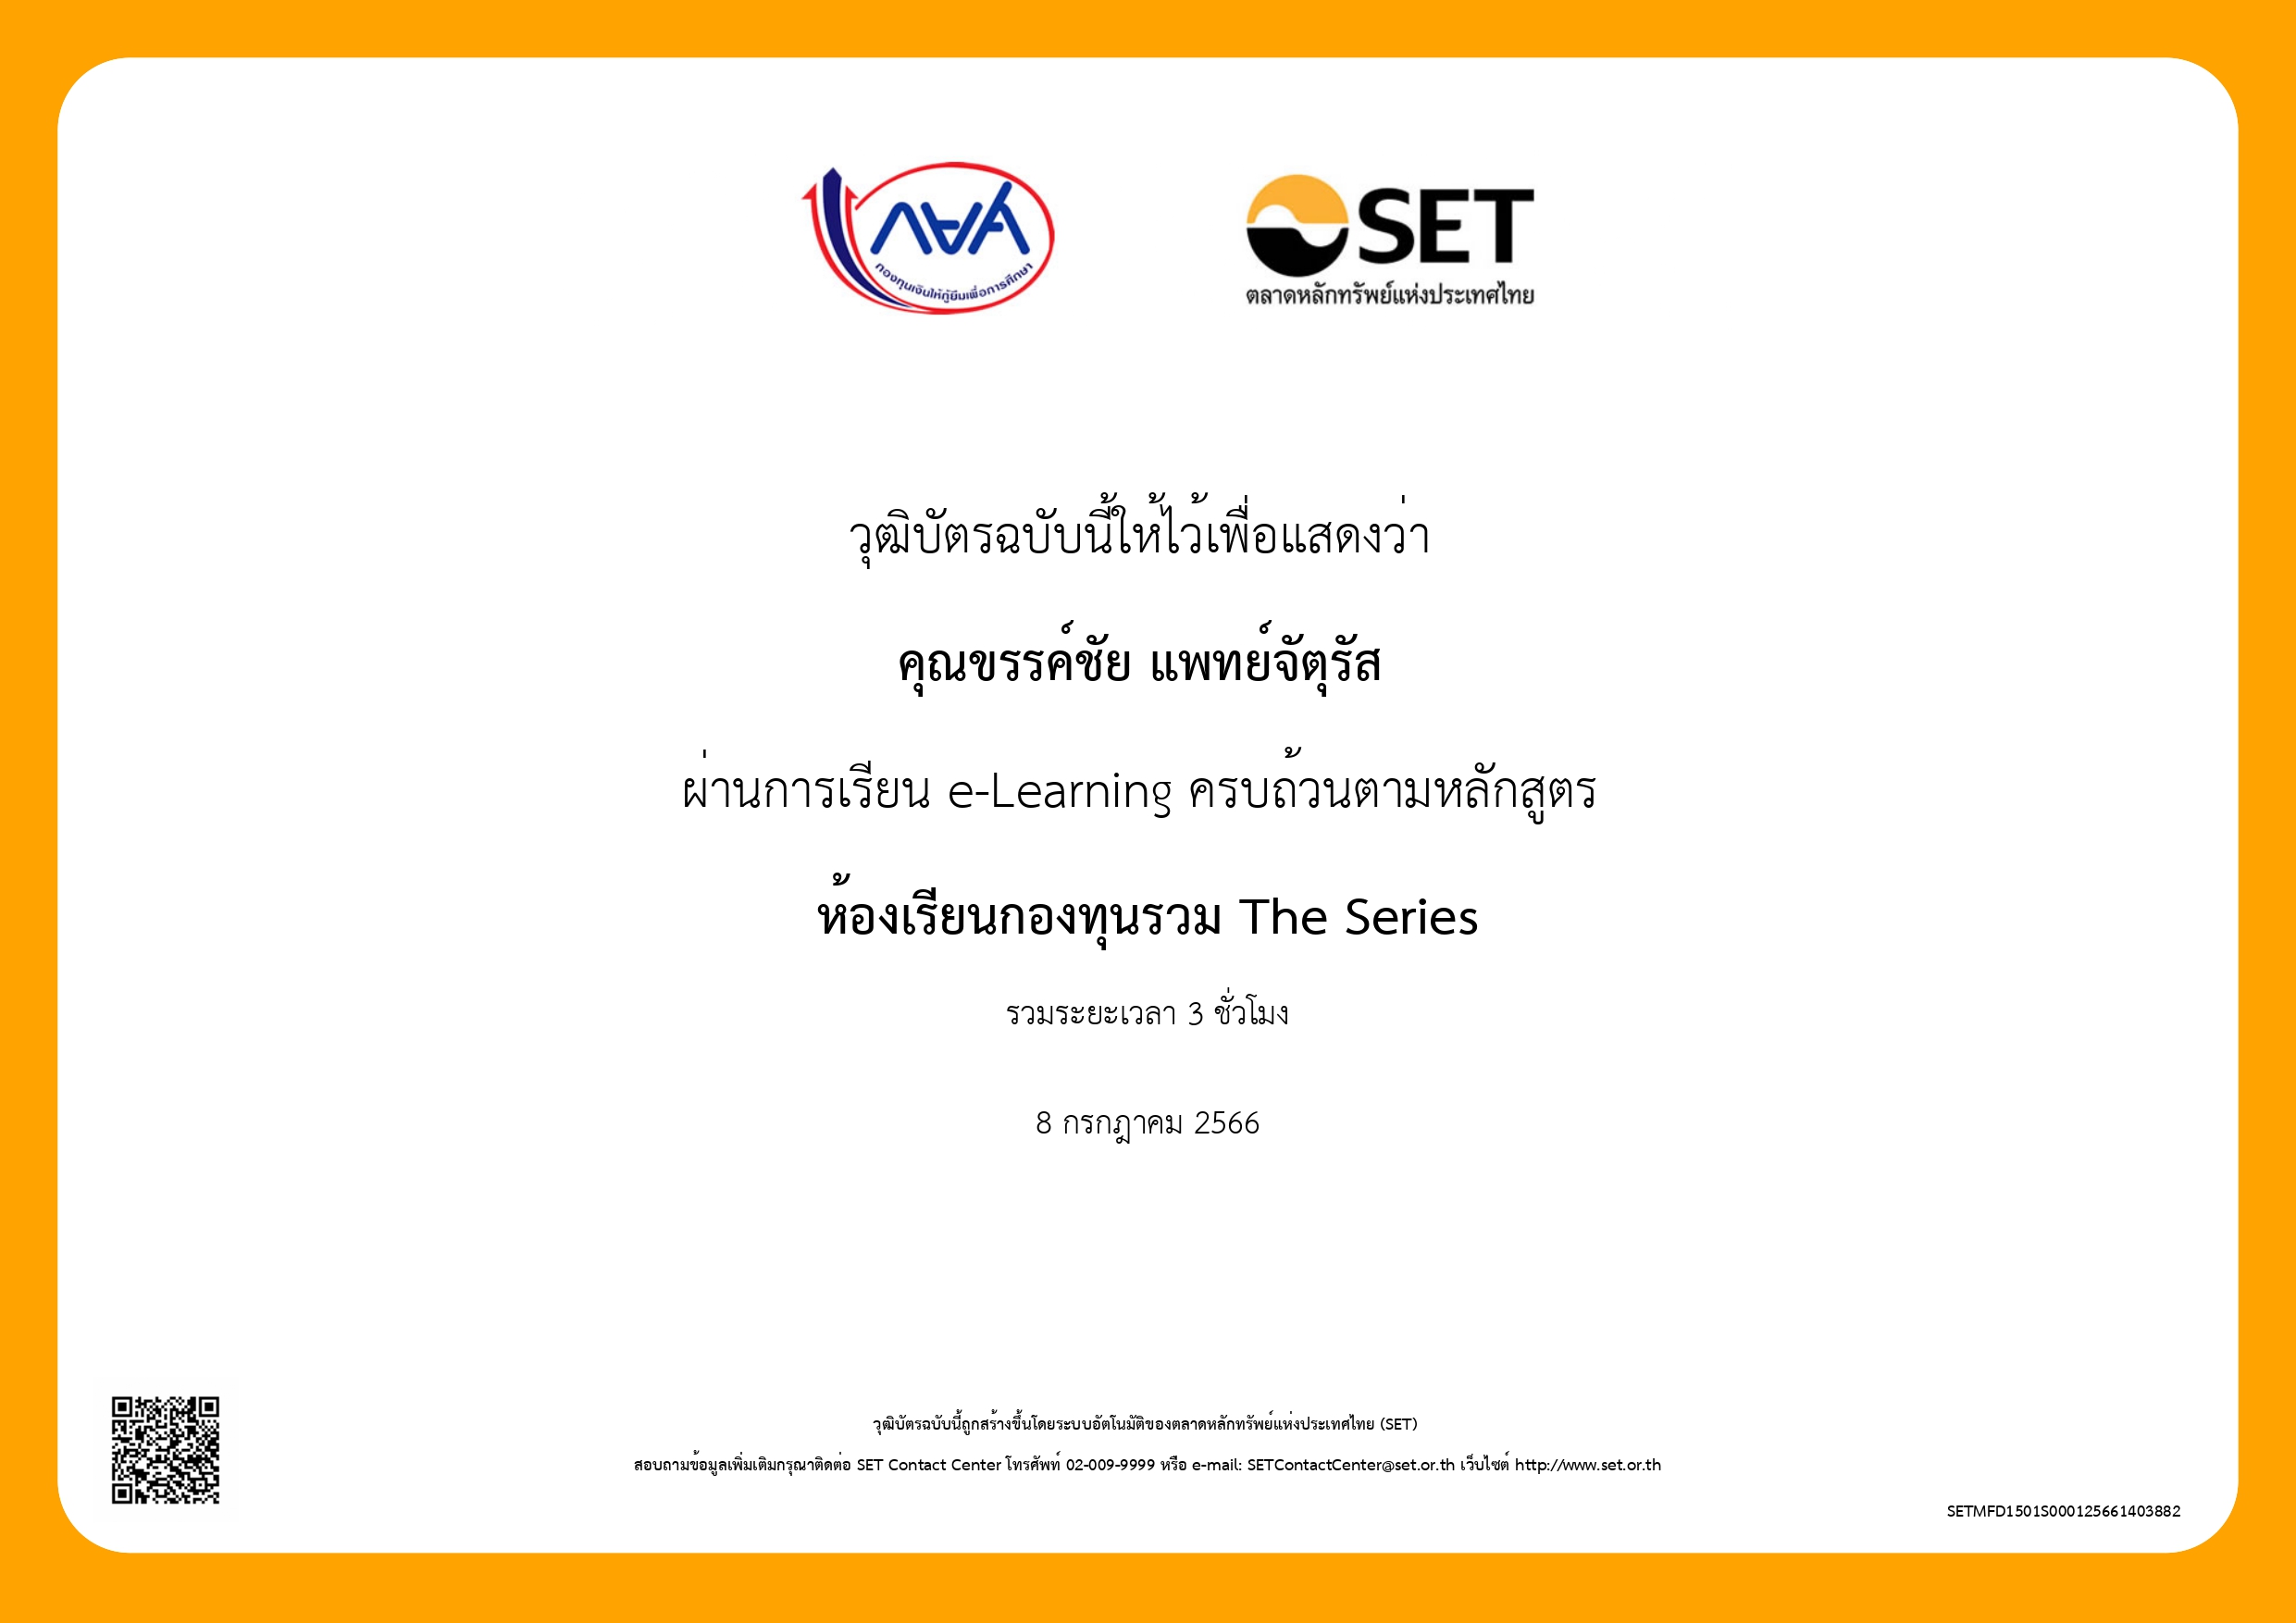 กยศ
กองทุนเงินให้กู้ยืมเพื่อการศึกษา
SET
ตลาดหลักทรัพย์แห่งประเทศไทย
วุฒิบัตรฉบับนี้ให้ไว้เพื่อแสดงว่า
คุณขรรค์ชัย แพทย์จัตุรัส
ผ่านการเรียน e-Learning ครบถ้วนตามหลักสูตร
ห้องเรียนกองทุนรวม The Series
รวมระยะเวลา 3 ชั่วโมง
8 กรกฎาคม 2566
วุฒิบัตรฉบับนี้ถูกสร้างขึ้นโดยระบบอัตโนมัติของตลาดหลักทรัพย์แห่งประเทศไทย (SET)
สอบถามข้อมูลเพิ่มเติมกรุณาติดต่อ SET Contact Center โทรศัพท์ 02-009-9999 หรือ e-mail: SETContactCenter@set.or.th เว็บไซต์ http://www.set.or.th
SETMFD1501S000125661403882